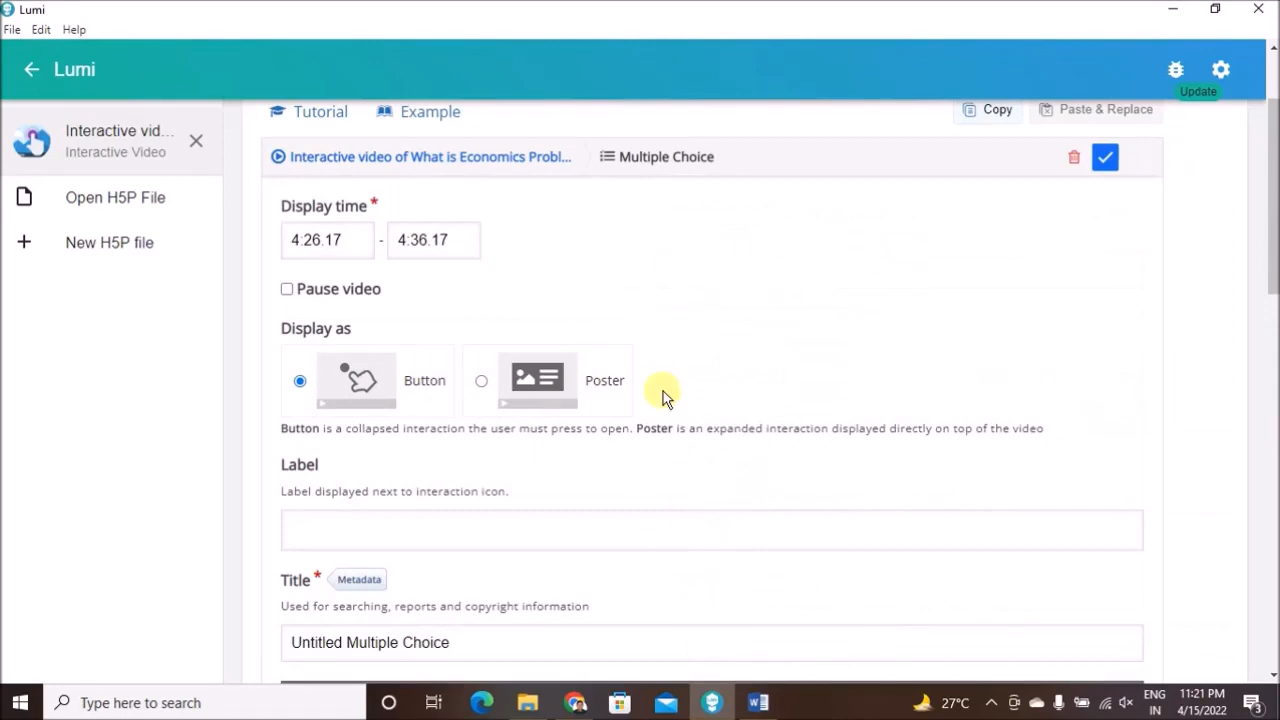 Lumi
File Edit Help
Lumi
Update
Interactive vid...
Interactive Video
Open H5P File
New H5P file
Tutorial Example
Copy Paste & Replace
Interactive video of What is Economics Probl... Multiple Choice
Display time *
4:26.17 - 4:36.17
Pause video
Display as
Button Poster
Button is a collapsed interaction the user must press to open. Poster is an expanded interaction displayed directly on top of the video
Label
Label displayed next to interaction icon.
Title * Metadata
Used for searching, reports and copyright information
Untitled Multiple Choice
Type here to search
27°C
ENG
IN
11:21 PM
4/15/2022
3